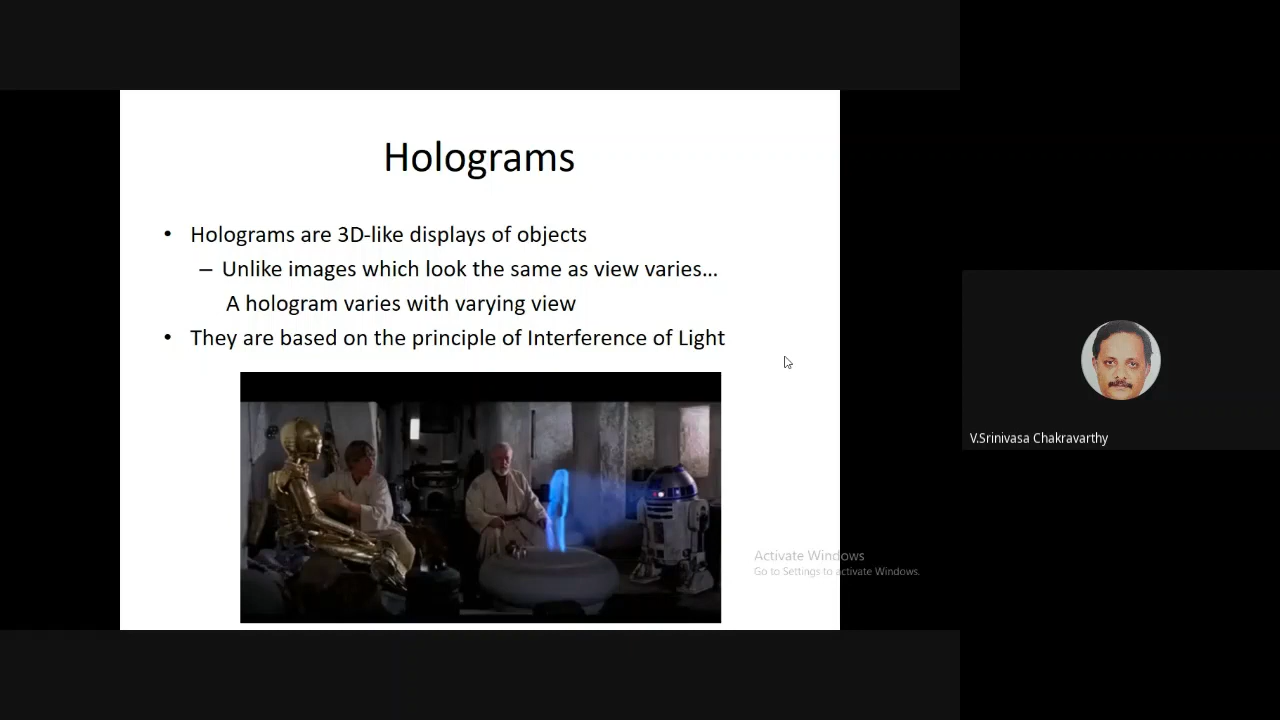 Holograms
• Holograms are 3D-like displays of objects
– Unlike images which look the same as view varies…
A hologram varies with varying view
• They are based on the principle of Interference of Light
V.Srinivasa Chakravarthy
Activate Windows
Go to Settings to activate Windows.